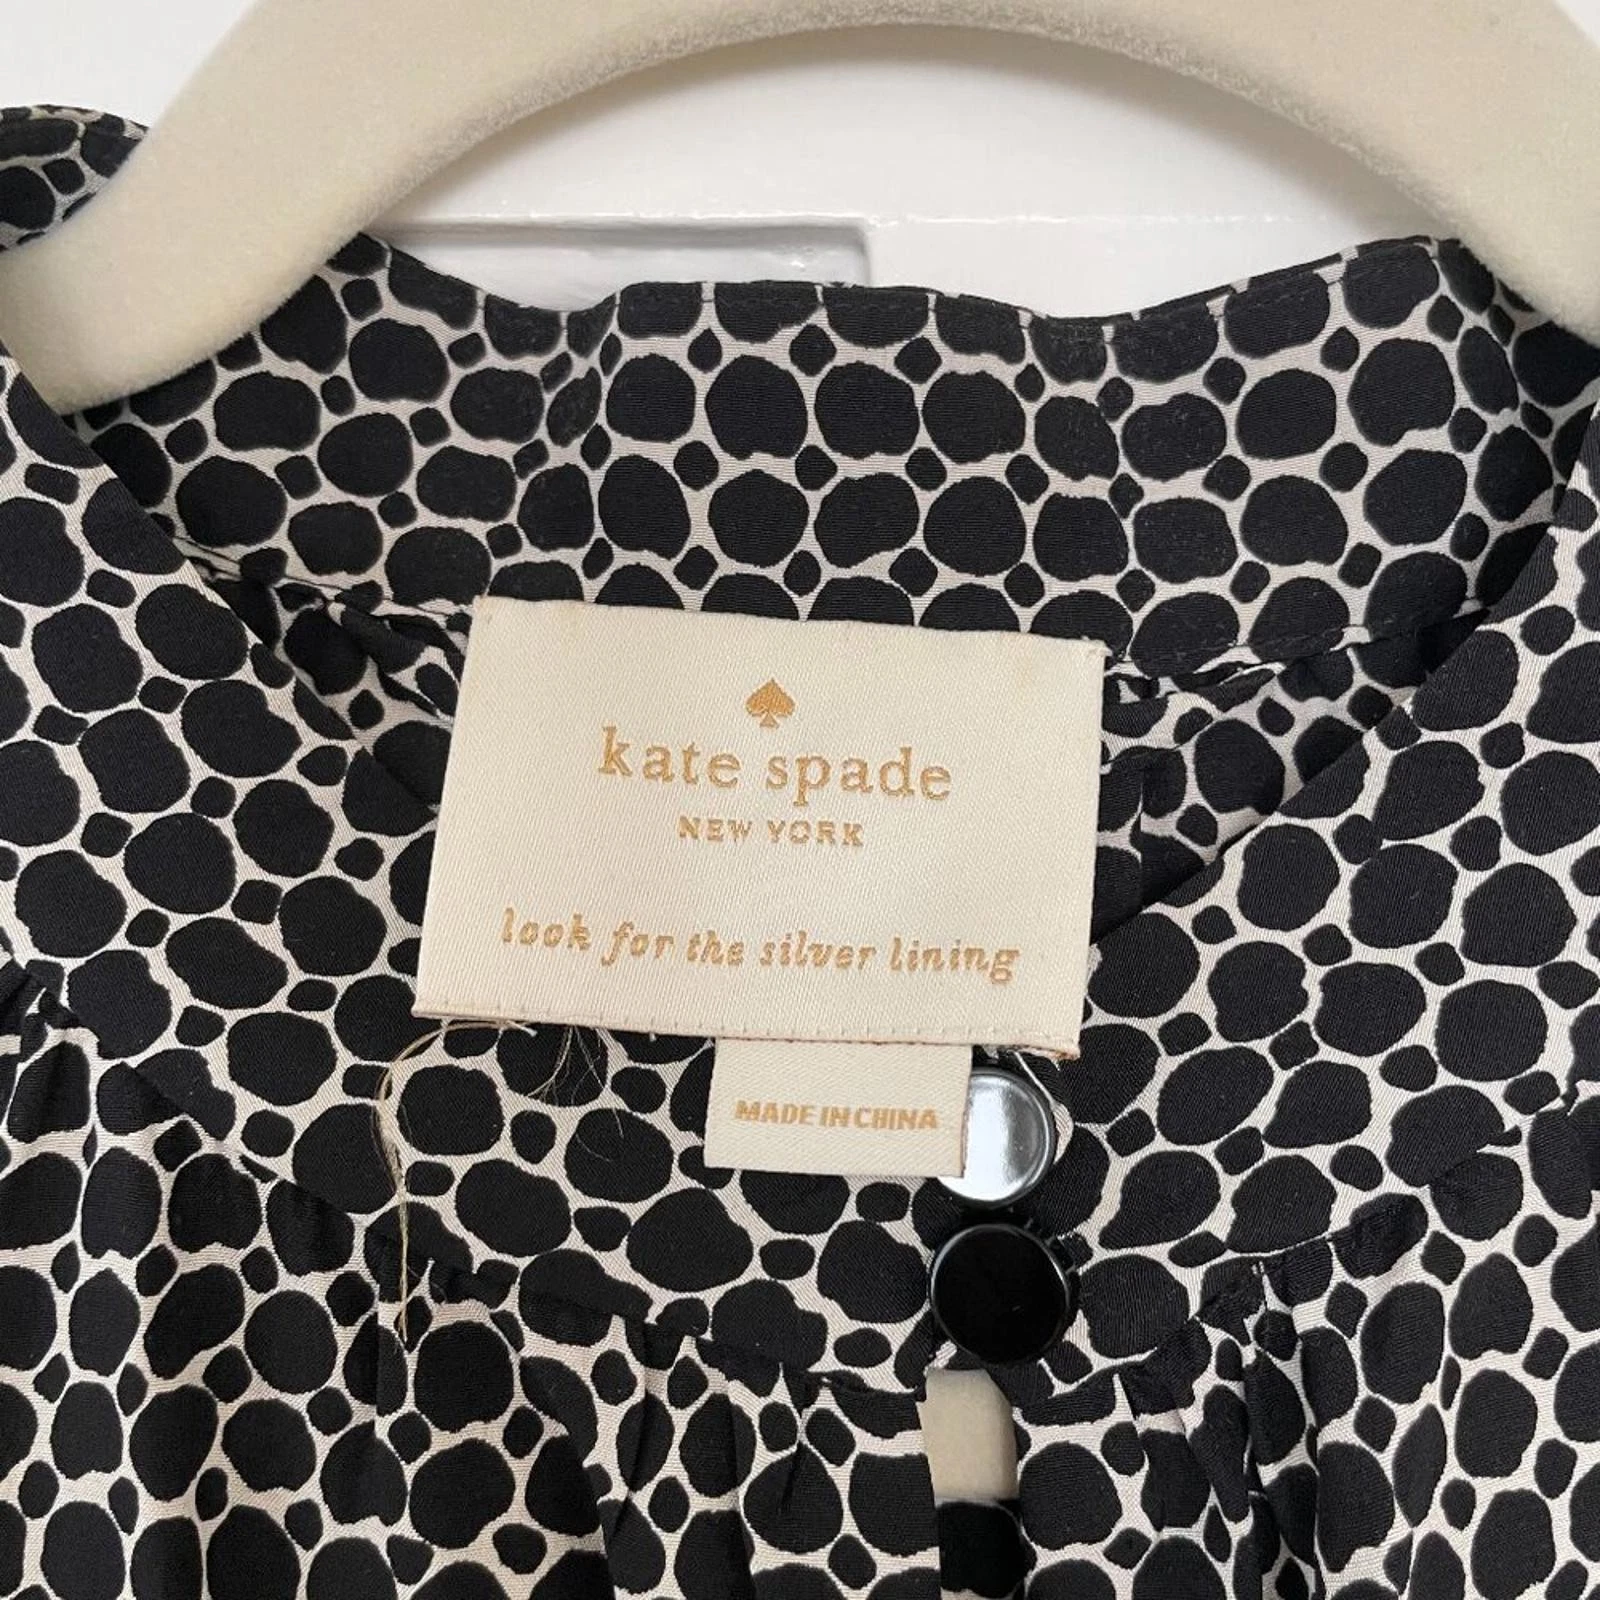 kate spade
NEW YORK
look for the silver lining
MADE IN CHINA